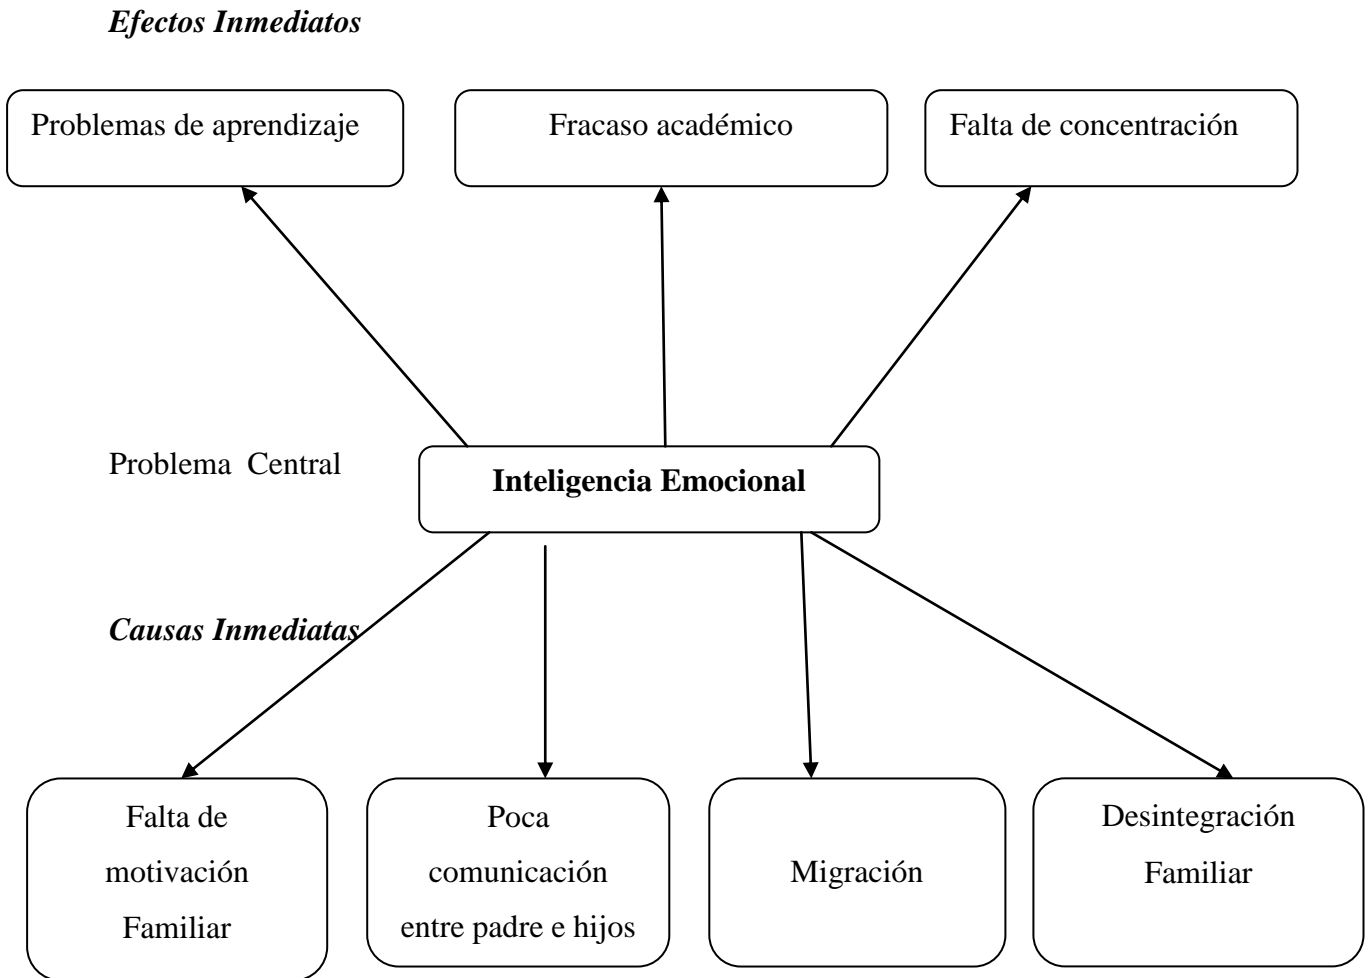 Efectos Inmediatos
Problemas de aprendizaje
Fracaso académico
Falta de concentración
Problema  Central
Inteligencia Emocional
Causas Inmediatas
Falta de
motivación
Familiar
Poca
comunicación
entre padre e hijos
Migración
Desintegración
Familiar